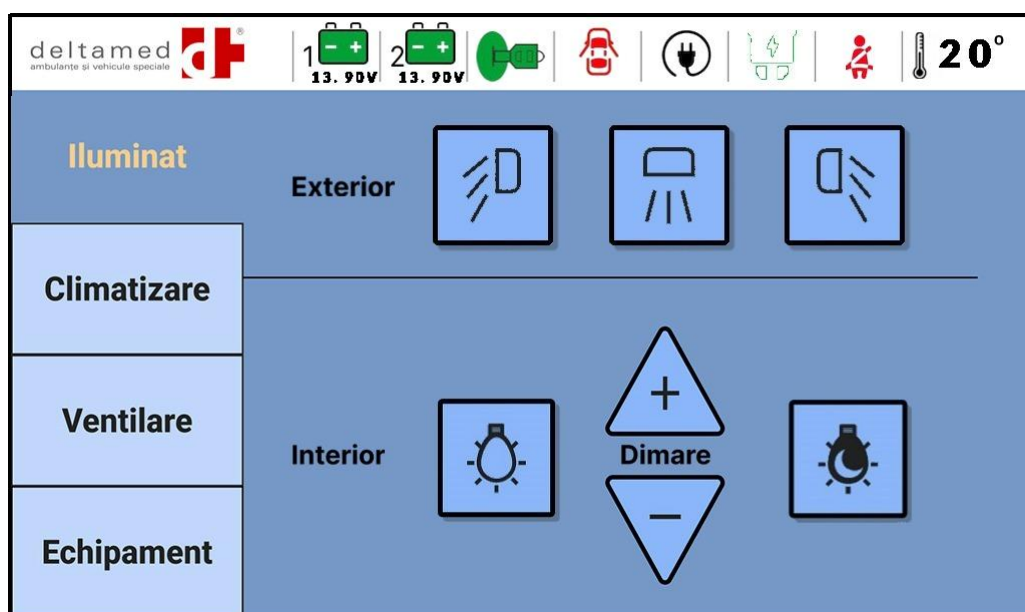 deltamed
ambulanțe și vehicule speciale
®
1 - +
13.90V
2 - +
13.90V
20°
Iluminat
Exterior
Climatizare
Ventilare
Interior
+
Dimare
-
Echipament